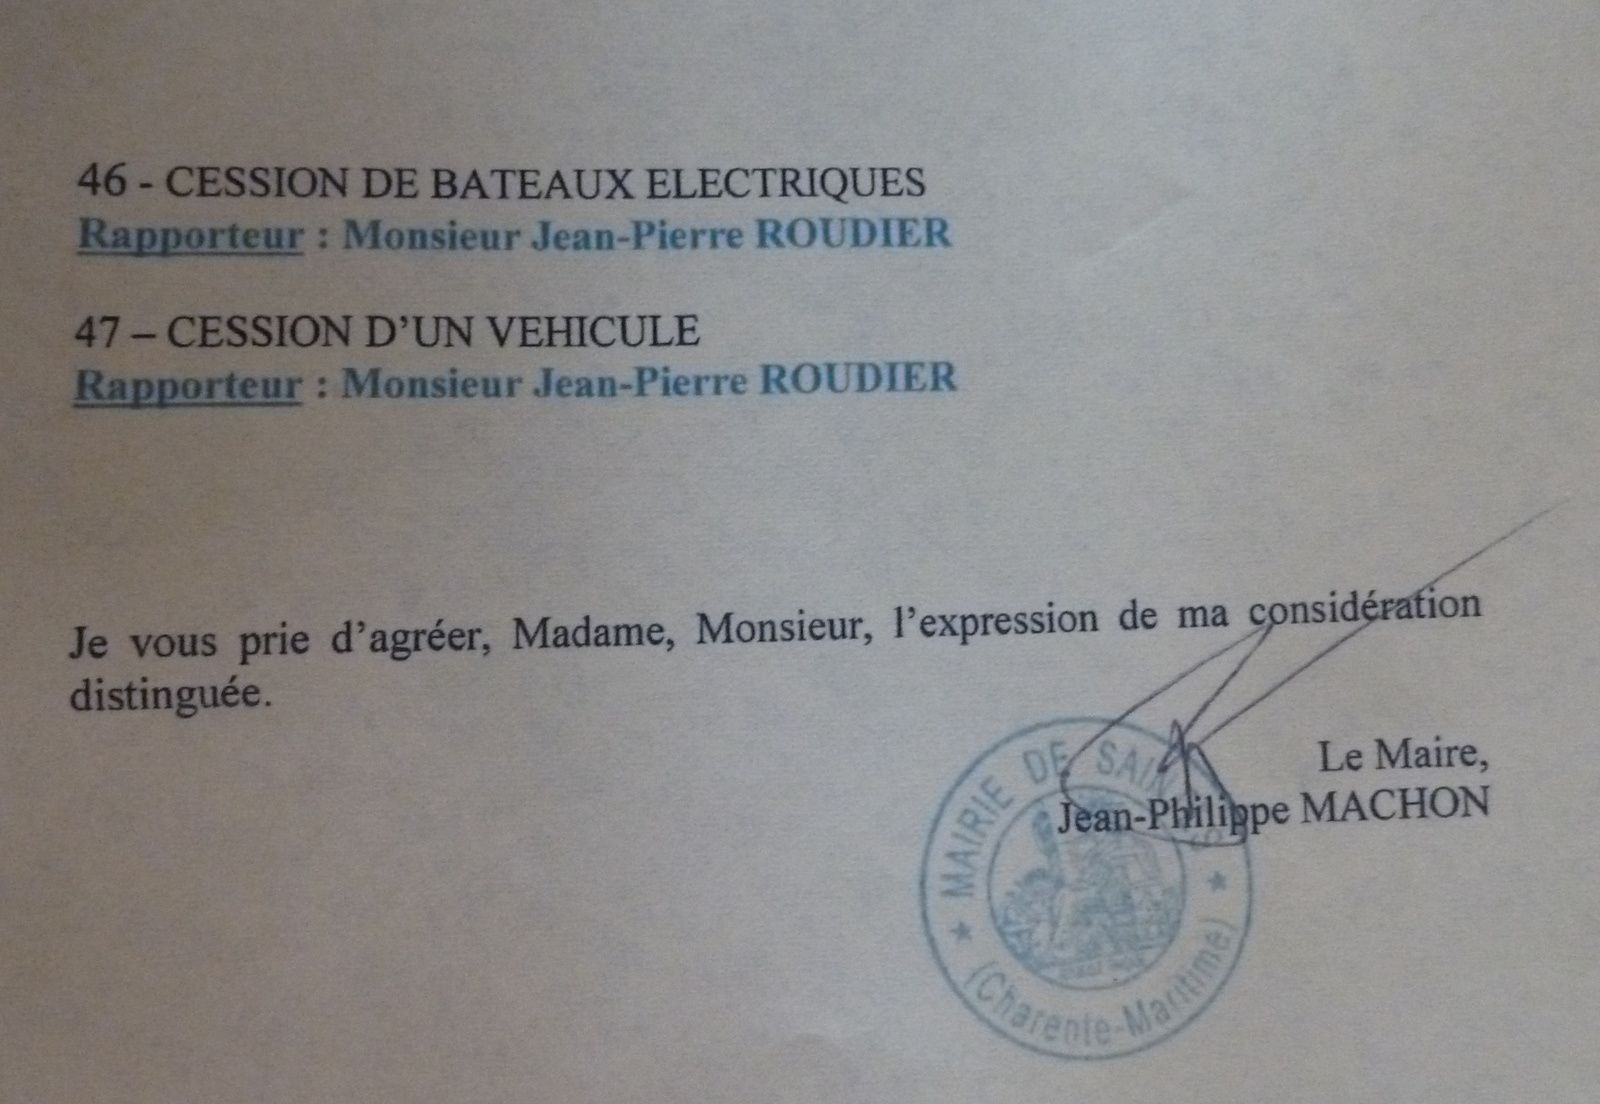 46 - CESSION DE BATEAUX ELECTRIQUES
Rapporteur : Monsieur Jean-Pierre ROUDIER
47 – CESSION D’UN VEHICULE
Rapporteur : Monsieur Jean-Pierre ROUDIER
Je vous prie d’agréer, Madame, Monsieur, l’expression de ma considération
distinguée.
Le Maire,
Jean-Philippe MACHON
MAIRIE DE
(Charente-Maritime)